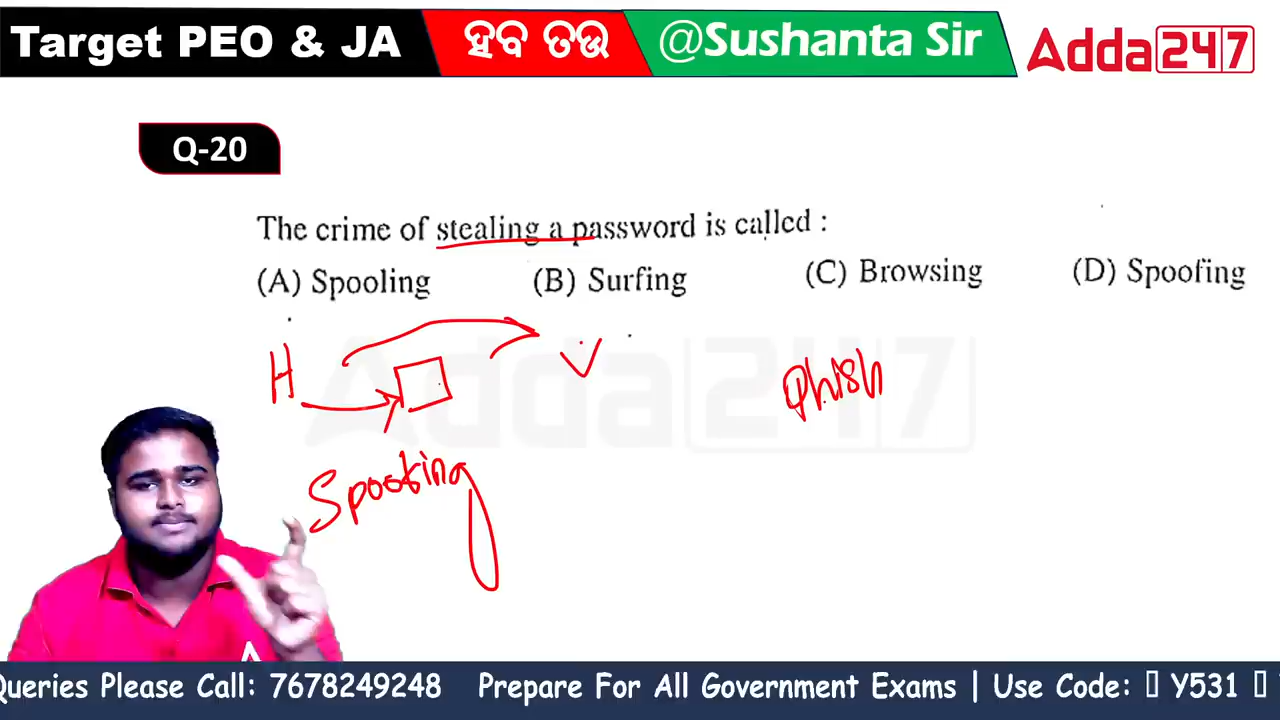 Target PEO & JA ହବ ତଉ @Sushanta Sir Adda247
Q-20
The crime of stealing a password is called :
(A) Spooling (B) Surfing (C) Browsing (D) Spoofing
H V Phish
Adda247
Spoofing
Queries Please Call: 7678249248 Prepare For All Government Exams | Use Code: Y531